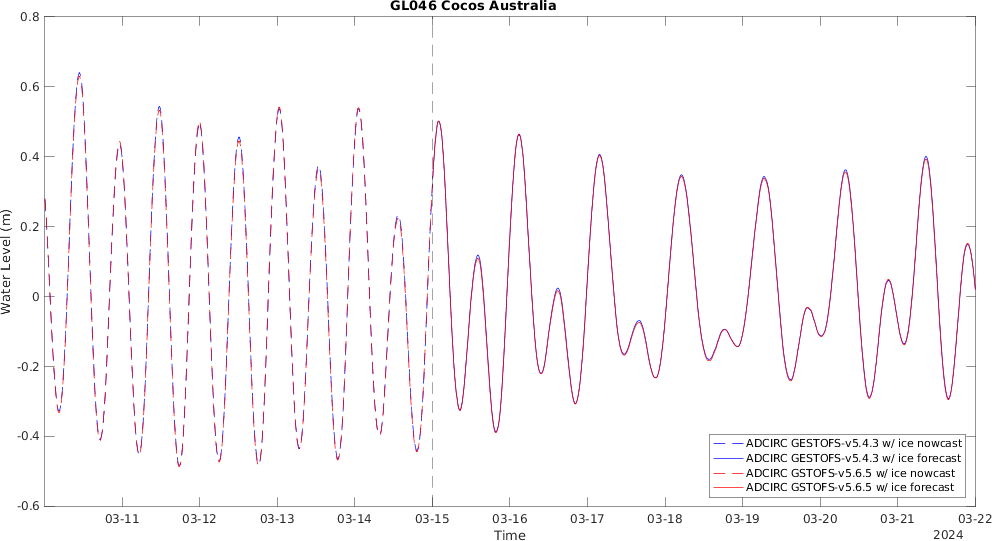 GL046 Cocos Australia
0.8
0.6
0.4
0.2
0
-0.2
-0.4
-0.6
Water Level (m)
ADCIRC GESTOFS-v5.4.3 w/ ice nowcast
ADCIRC GESTOFS-v5.4.3 w/ ice forecast
ADCIRC GSTOFS-v5.6.5 w/ ice nowcast
ADCIRC GSTOFS-v5.6.5 w/ ice forecast
03-11 03-12 03-13 03-14 03-15 03-16 03-17 03-18 03-19 03-20 03-21 03-22
Time
2024